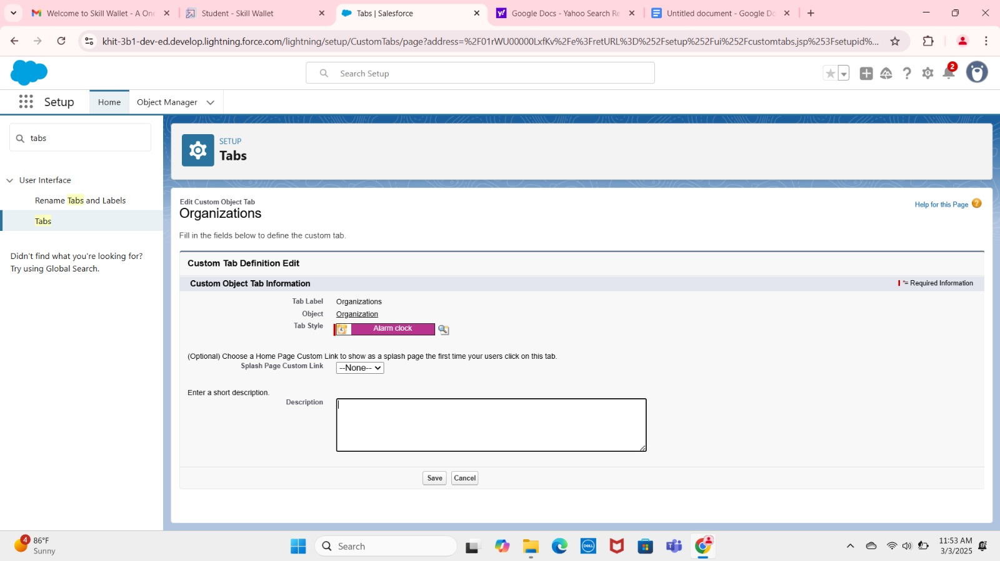 Welcome to Skill Wallet - A One
Student - Skill Wallet
Tabs | Salesforce
Google Docs - Yahoo Search Re
Untitled document - Google Do
khit-3b1-dev-ed.develop.lightning.force.com/lightning/setup/CustomTabs/page?address=%2F01rWU00000LxfKv%2Fe%3FretURL%3D%252Fsetup%252Fui%252Fcustomtabs.jsp%253Fsetupid%...
Search Setup
2
Setup
Home
Object Manager
tabs
User Interface
Rename Tabs and Labels
Tabs
Didn't find what you're looking for?
Try using Global Search.
SETUP
Tabs
Edit Custom Object Tab
Organizations
Help for this Page
Fill in the fields below to define the custom tab.
Custom Tab Definition Edit
Custom Object Tab Information
*= Required Information
Tab Label Organizations
Object Organization
Tab Style Alarm clock
(Optional) Choose a Home Page Custom Link to show as a splash page the first time your users click on this tab.
Splash Page Custom Link --None--
Enter a short description.
Description
Save Cancel
4
86°F
Sunny
Search
DELL
11:53 AM
3/3/2025